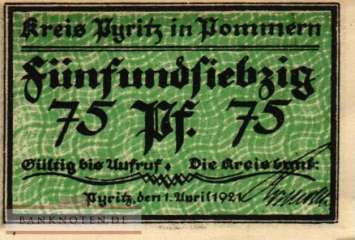 Kreis Pyritz in Pommern
Fünfundsiebzig
75 Pf. 75
Gültig bis Aufruf. Die Kreisbank:
Pyritz, den 1. April 1921
BANKNOTEN.DE